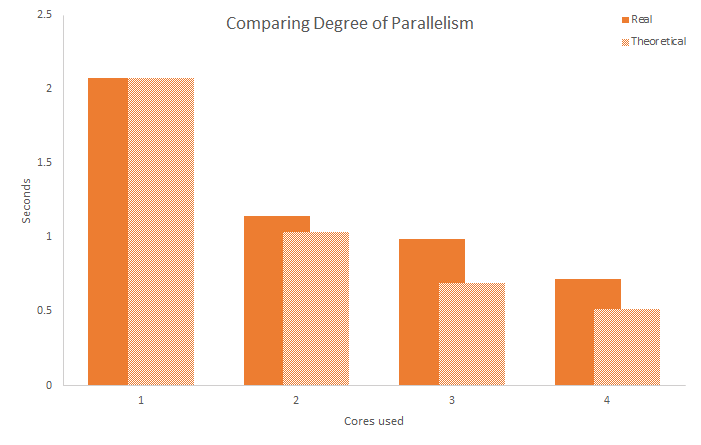 Comparing Degree of Parallelism
Real
Theoretical
2.5
2
1.5
1
0.5
0
Seconds
1
2
3
4
Cores used